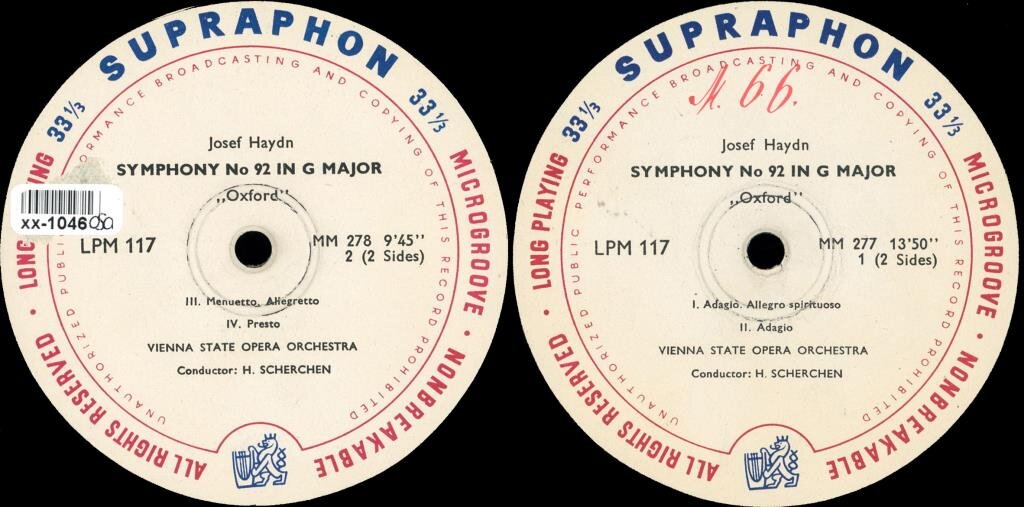 SUPRAPHON
33 1/3 33 1/3
LONG PLAYING
MICROGROOVE • NONBREAKABLE
ALL RIGHTS RESERVED •
UNAUTHORIZED PUBLIC PERFORMANCE BROADCASTING AND COPYING OF THIS RECORD PROHIBITED
Josef Haydn
SYMPHONY No 92 IN G MAJOR
„Oxford”
xx-1046
LPM 117
MM 278 9'45''
2 (2 Sides)
III. Menuetto. Allegretto
IV. Presto
VIENNA STATE OPERA ORCHESTRA
Conductor: H. SCHERCHEN
SUPRAPHON
33 1/3 33 1/3
LONG PLAYING
MICROGROOVE • NONBREAKABLE
ALL RIGHTS RESERVED •
UNAUTHORIZED PUBLIC PERFORMANCE BROADCASTING AND COPYING OF THIS RECORD PROHIBITED
M. 66.
Josef Haydn
SYMPHONY No 92 IN G MAJOR
„Oxford”
LPM 117
MM 277 13'50''
1 (2 Sides)
I. Adagio. Allegro spirituoso
II. Adagio
VIENNA STATE OPERA ORCHESTRA
Conductor: H. SCHERCHEN